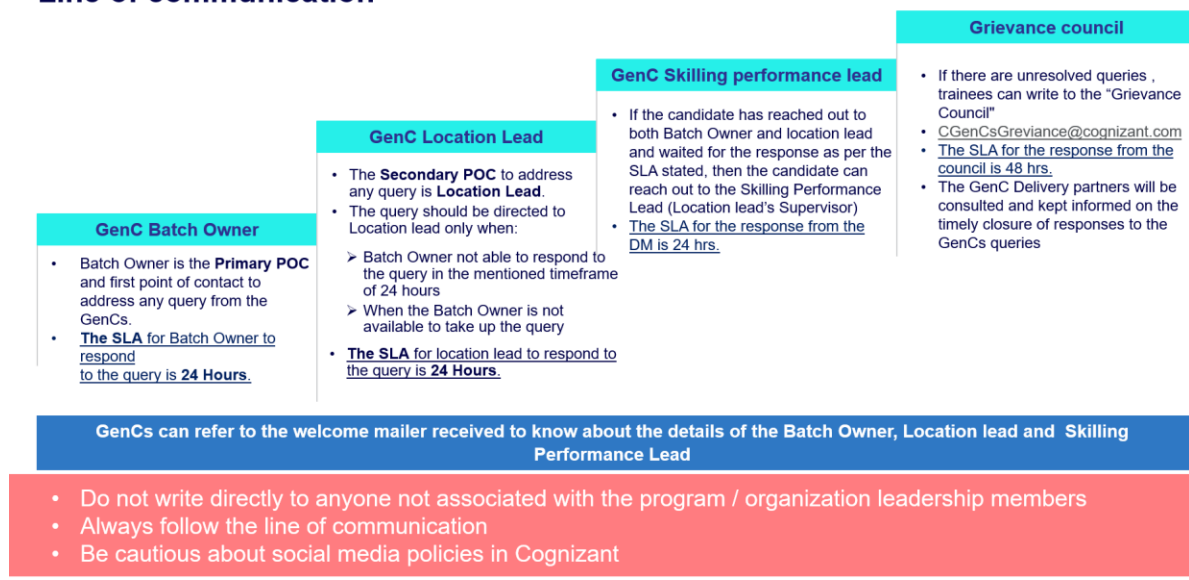 Line of communication
GenC Batch Owner
• Batch Owner is the Primary POC
and first point of contact to
address any query from the
GenCs.
• The SLA for Batch Owner to
respond
to the query is 24 Hours.
GenC Location Lead
• The Secondary POC to address
any query is Location Lead.
• The query should be directed to
Location lead only when:
➢ Batch Owner not able to respond to
the query in the mentioned timeframe
of 24 hours
➢ When the Batch Owner is not
available to take up the query
• The SLA for location lead to respond to
the query is 24 Hours.
GenC Skilling performance lead
• If the candidate has reached out to
both Batch Owner and location lead
and waited for the response as per the
SLA stated, then the candidate can
reach out to the Skilling Performance
Lead (Location lead's Supervisor)
• The SLA for the response from the
DM is 24 hrs.
Grievance council
• If there are unresolved queries ,
trainees can write to the “Grievance
Council"
• CGenCsGreviance@cognizant.com
• The SLA for the response from the
council is 48 hrs.
• The GenC Delivery partners will be
consulted and kept informed on the
timely closure of responses to the
GenCs queries
GenCs can refer to the welcome mailer received to know about the details of the Batch Owner, Location lead and Skilling
Performance Lead
• Do not write directly to anyone not associated with the program / organization leadership members
• Always follow the line of communication
• Be cautious about social media policies in Cognizant